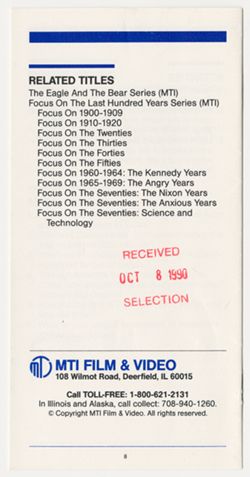 RELATED TITLES
The Eagle And The Bear Series (MTI)
Focus On The Last Hundred Years Series (MTI)
Focus On 1900-1909
Focus On 1910-1920
Focus On The Twenties
Focus On The Thirties
Focus On The Forties
Focus On The Fifties
Focus On 1960-1964: The Kennedy Years
Focus On 1965-1969: The Angry Years
Focus On The Seventies: The Nixon Years
Focus On The Seventies: The Anxious Years
Focus On The Seventies: Science and
Technology
RECEIVED
OCT 8 1990
SELECTION
MTI FILM & VIDEO
108 Wilmot Road, Deerfield, IL 60015
Call TOLL-FREE: 1-800-621-2131
In Illinois and Alaska, call collect: 708-940-1260.
© Copyright MTI Film & Video. All rights reserved.
8